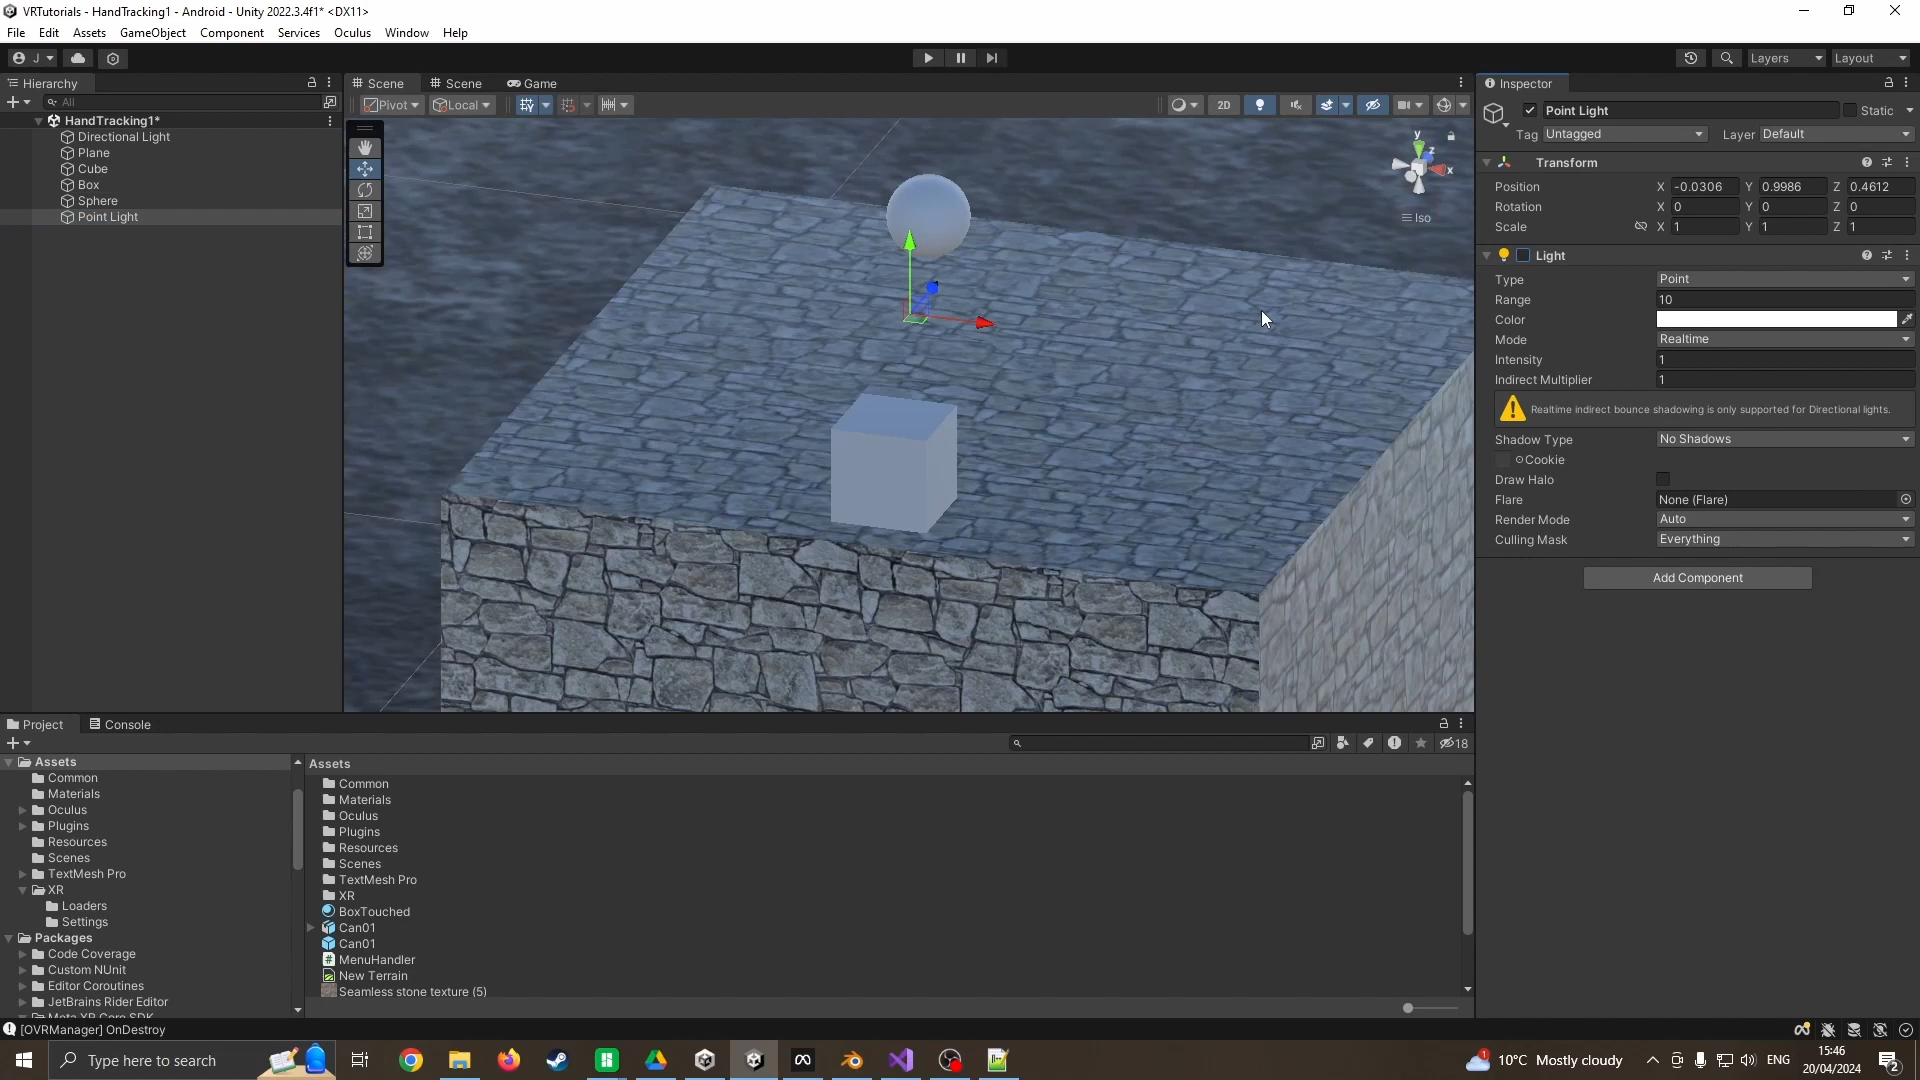 VRTutorials - HandTracking1 - Android - Unity 2022.3.4f1* <DX11>
File Edit Assets GameObject Component Services Oculus Window Help
J
Layers Layout
Hierarchy
All
HandTracking1*
Directional Light
Plane
Cube
Box
Sphere
Point Light
Scene Scene Game
Pivot Local 2D
y
z
x
Iso
Inspector
Point Light Static
Tag Untagged Layer Default
Transform
Position X -0.0306 Y 0.9986 Z 0.4612
Rotation X 0 Y 0 Z 0
Scale X 1 Y 1 Z 1
Light
Type Point
Range 10
Color
Mode Realtime
Intensity 1
Indirect Multiplier 1
Realtime indirect bounce shadowing is only supported for Directional lights.
Shadow Type No Shadows
Cookie
Draw Halo
Flare None (Flare)
Render Mode Auto
Culling Mask Everything
Add Component
Project Console
18
Assets
Common
Materials
Oculus
Plugins
Resources
Scenes
TextMesh Pro
XR
Loaders
Settings
Packages
Code Coverage
Custom NUnit
Editor Coroutines
JetBrains Rider Editor
Meta XR Core SDK
Assets
Common
Materials
Oculus
Plugins
Resources
Scenes
TextMesh Pro
XR
BoxTouched
Can01
Can01
MenuHandler
New Terrain
Seamless stone texture (5)
[OVRManager] OnDestroy
Type here to search
1
10°C Mostly cloudy
ENG
15:46
20/04/2024
2